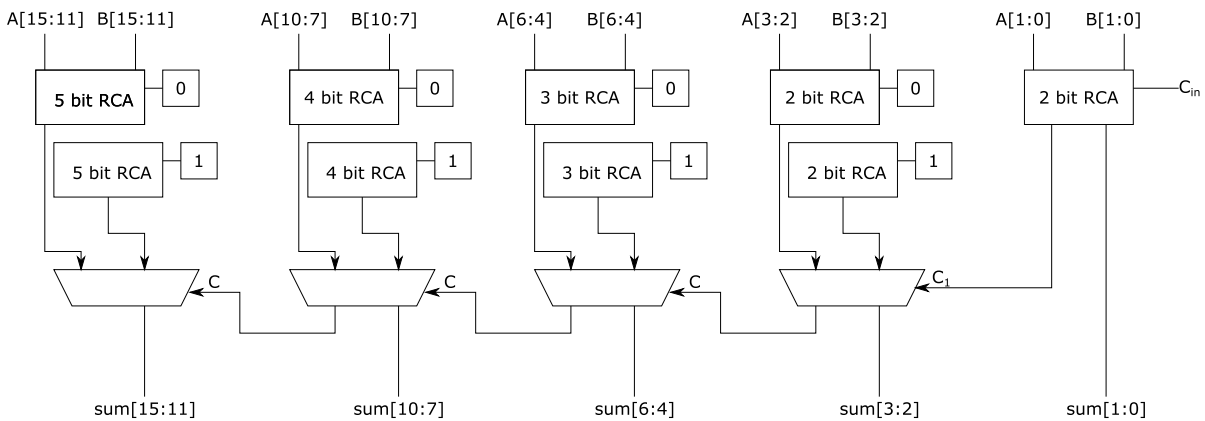 A[15:11] B[15:11] A[10:7] B[10:7] A[6:4] B[6:4] A[3:2] B[3:2] A[1:0] B[1:0]
5 bit RCA 0 4 bit RCA 0 3 bit RCA 0 2 bit RCA 0 2 bit RCA Cin
5 bit RCA 1 4 bit RCA 1 3 bit RCA 1 2 bit RCA 1
C C C C1
sum[15:11] sum[10:7] sum[6:4] sum[3:2] sum[1:0]